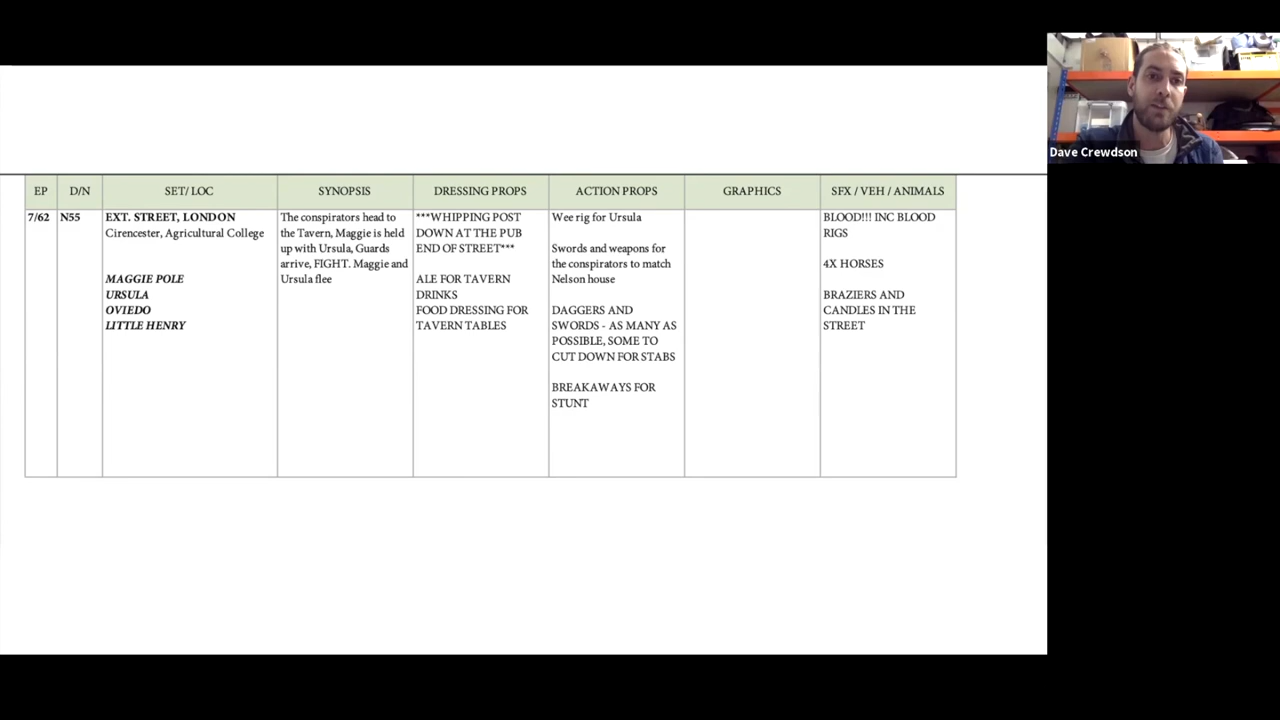 Dave Crewdson
EP
D/N
SET/ LOC
SYNOPSIS
DRESSING PROPS
ACTION PROPS
GRAPHICS
SFX / VEH / ANIMALS
7/62
N55
EXT. STREET, LONDON
Cirencester, Agricultural College
MAGGIE POLE
URSULA
OVIEDO
LITTLE HENRY
The conspirators head to
the Tavern, Maggie is held
up with Ursula, Guards
arrive, FIGHT. Maggie and
Ursula flee
***WHIPPING POST
DOWN AT THE PUB
END OF STREET***
ALE FOR TAVERN
DRINKS
FOOD DRESSING FOR
TAVERN TABLES
Wee rig for Ursula
Swords and weapons for
the conspirators to match
Nelson house
DAGGERS AND
SWORDS - AS MANY AS
POSSIBLE, SOME TO
CUT DOWN FOR STABS
BREAKAWAYS FOR
STUNT
BLOOD!!! INC BLOOD
RIGS
4X HORSES
BRAZIERS AND
CANDLES IN THE
STREET